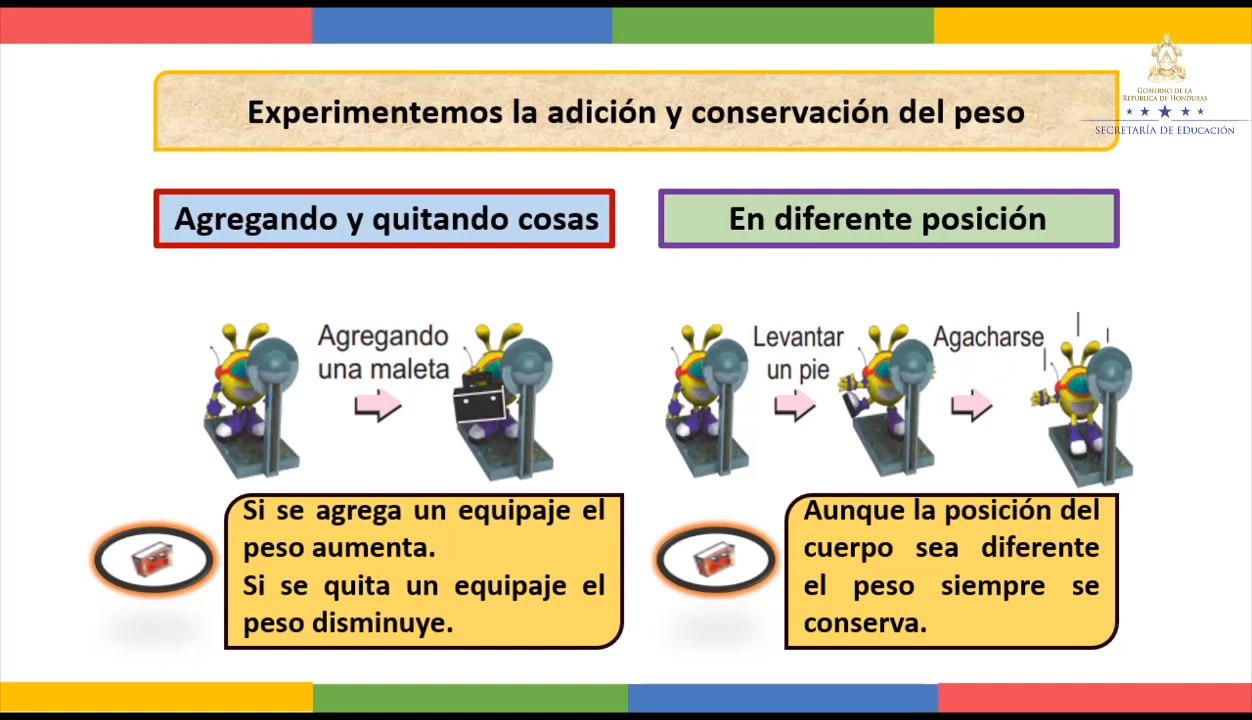 GOBIERNO DE LA
REPÚBLICA DE HONDURAS
SECRETARÍA DE EDUCACIÓN
Experimentemos la adición y conservación del peso
Agregando y quitando cosas
En diferente posición
Agregando
una maleta
Levantar
un pie
Agacharse
Si se agrega un equipaje el
peso aumenta.
Si se quita un equipaje el
peso disminuye.
Aunque la posición del
cuerpo sea diferente
el peso siempre se
conserva.